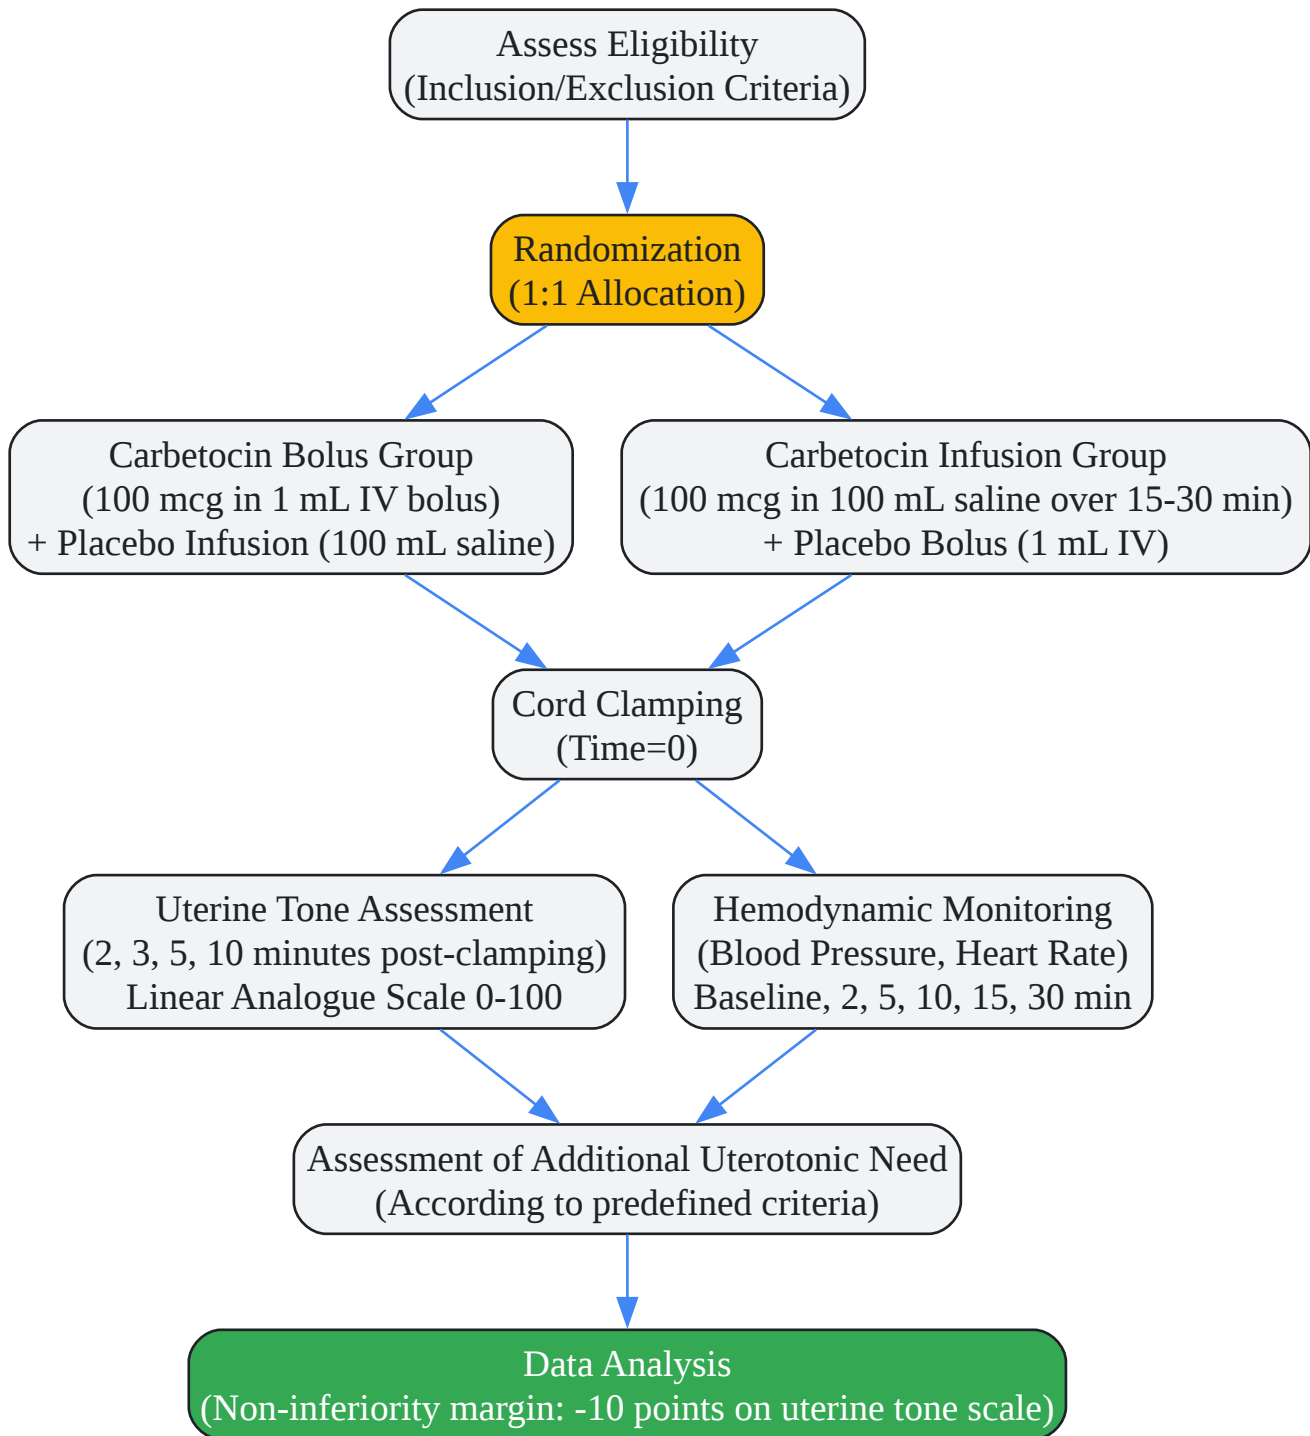 Assess Eligibility
(Inclusion/Exclusion Criteria)
Randomization
(1:1 Allocation)
Carbetocin Bolus Group
(100 mcg in 1 mL IV bolus)
+ Placebo Infusion (100 mL saline)
Carbetocin Infusion Group
(100 mcg in 100 mL saline over 15-30 min)
+ Placebo Bolus (1 mL IV)
Cord Clamping
(Time=0)
Uterine Tone Assessment
(2, 3, 5, 10 minutes post-clamping)
Linear Analogue Scale 0-100
Hemodynamic Monitoring
(Blood Pressure, Heart Rate)
Baseline, 2, 5, 10, 15, 30 min
Assessment of Additional Uterotonic Need
(According to predefined criteria)
Data Analysis
(Non-inferiority margin: -10 points on uterine tone scale)